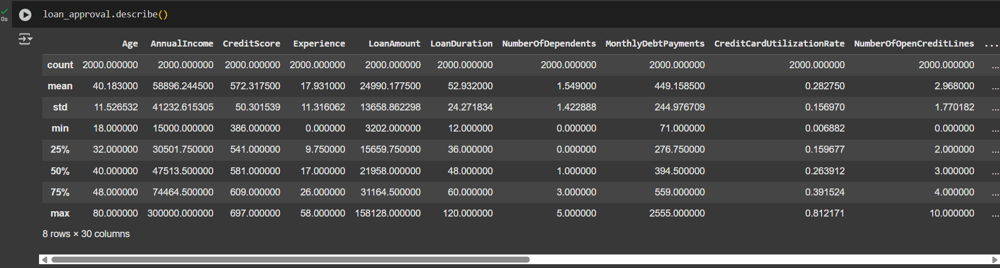 loan_approval.describe()
0s
Age AnnualIncome CreditScore Experience LoanAmount LoanDuration NumberOfDependents MonthlyDebtPayments CreditCardUtilizationRate NumberOfOpenCreditLines ...
count 2000.000000 2000.000000 2000.000000 2000.000000 2000.000000 2000.000000 2000.000000 2000.000000 2000.000000 2000.000000 ...
mean 40.183000 58896.244500 572.317500 17.931000 24990.177500 52.932000 1.549000 449.158500 0.282750 2.968000 ...
std 11.526532 41232.615305 50.301539 11.316062 13658.862298 24.271834 1.422888 244.976709 0.156970 1.770182 ...
min 18.000000 15000.000000 386.000000 0.000000 3202.000000 12.000000 0.000000 71.000000 0.006882 0.000000 ...
25% 32.000000 30501.750000 541.000000 9.750000 15659.750000 36.000000 0.000000 276.750000 0.159677 2.000000 ...
50% 40.000000 47513.500000 581.000000 17.000000 21958.000000 48.000000 1.000000 394.500000 0.263912 3.000000 ...
75% 48.000000 74464.500000 609.000000 26.000000 31164.500000 60.000000 3.000000 559.000000 0.391524 4.000000 ...
max 80.000000 300000.000000 697.000000 58.000000 158128.000000 120.000000 5.000000 2555.000000 0.812171 10.000000 ...
8 rows × 30 columns